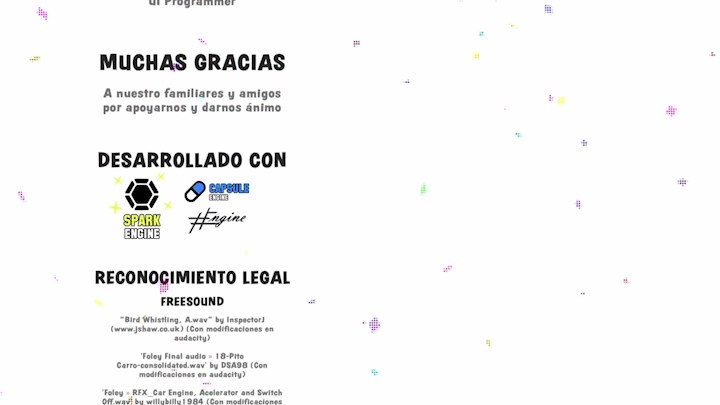 UI Programmer
MUCHAS GRACIAS
A nuestro familiares y amigos
por apoyarnos y darnos ánimo
DESARROLLADO CON
SPARK
ENGINE
CAPSULE
ENGINE
#Engine
RECONOCIMIENTO LEGAL
FREESOUND
"Bird Whistling, A.wav" by InspectorJ
(www.jshaw.co.uk) (Con modificaciones en
audacity)
'Foley Final audio » 18-Pito
Carro-consolidated.wav' by DSA98 (Con
modificaciones en audacity)
'Foley » RFX_Car Engine, Acelerator and Switch
Off.wav' by willybilly1984 (Con modificaciones